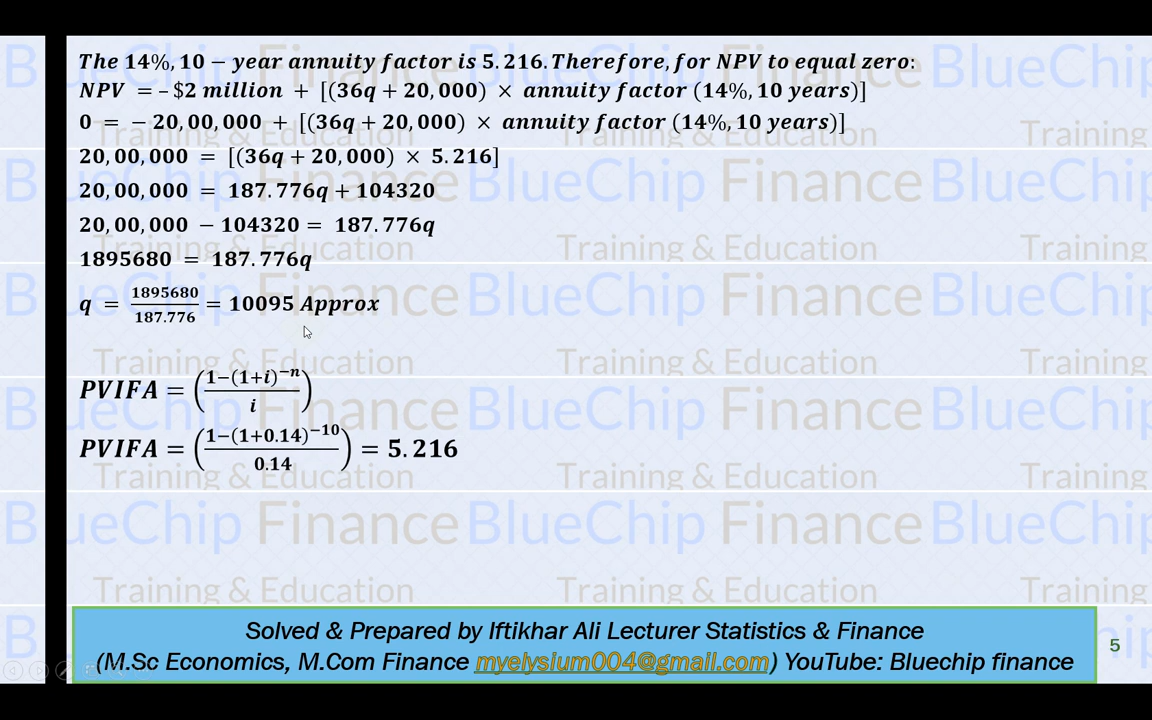 The 14%, 10 − year annuity factor is 5.216. Therefore, for NPV to equal zero:
NPV = – $2 million + [(36q + 20,000) × annuity factor (14%, 10 years)]
0 = − 20,00,000 + [(36q + 20,000) × annuity factor (14%, 10 years)]
20,00,000 = [(36q + 20,000) × 5.216]
20,00,000 = 187.776q + 104320
20,00,000 − 104320 = 187.776q
1895680 = 187.776q
q = 1895680/187.776 = 10095 Approx
PVIFA = ((1−(1+i)^−n)/i)
PVIFA = ((1−(1+0.14)^−10)/0.14) = 5.216
BlueChip Finance
Training & Education
Solved & Prepared by Iftikhar Ali Lecturer Statistics & Finance
(M.Sc Economics, M.Com Finance myelysium004@gmail.com) YouTube: Bluechip finance
5